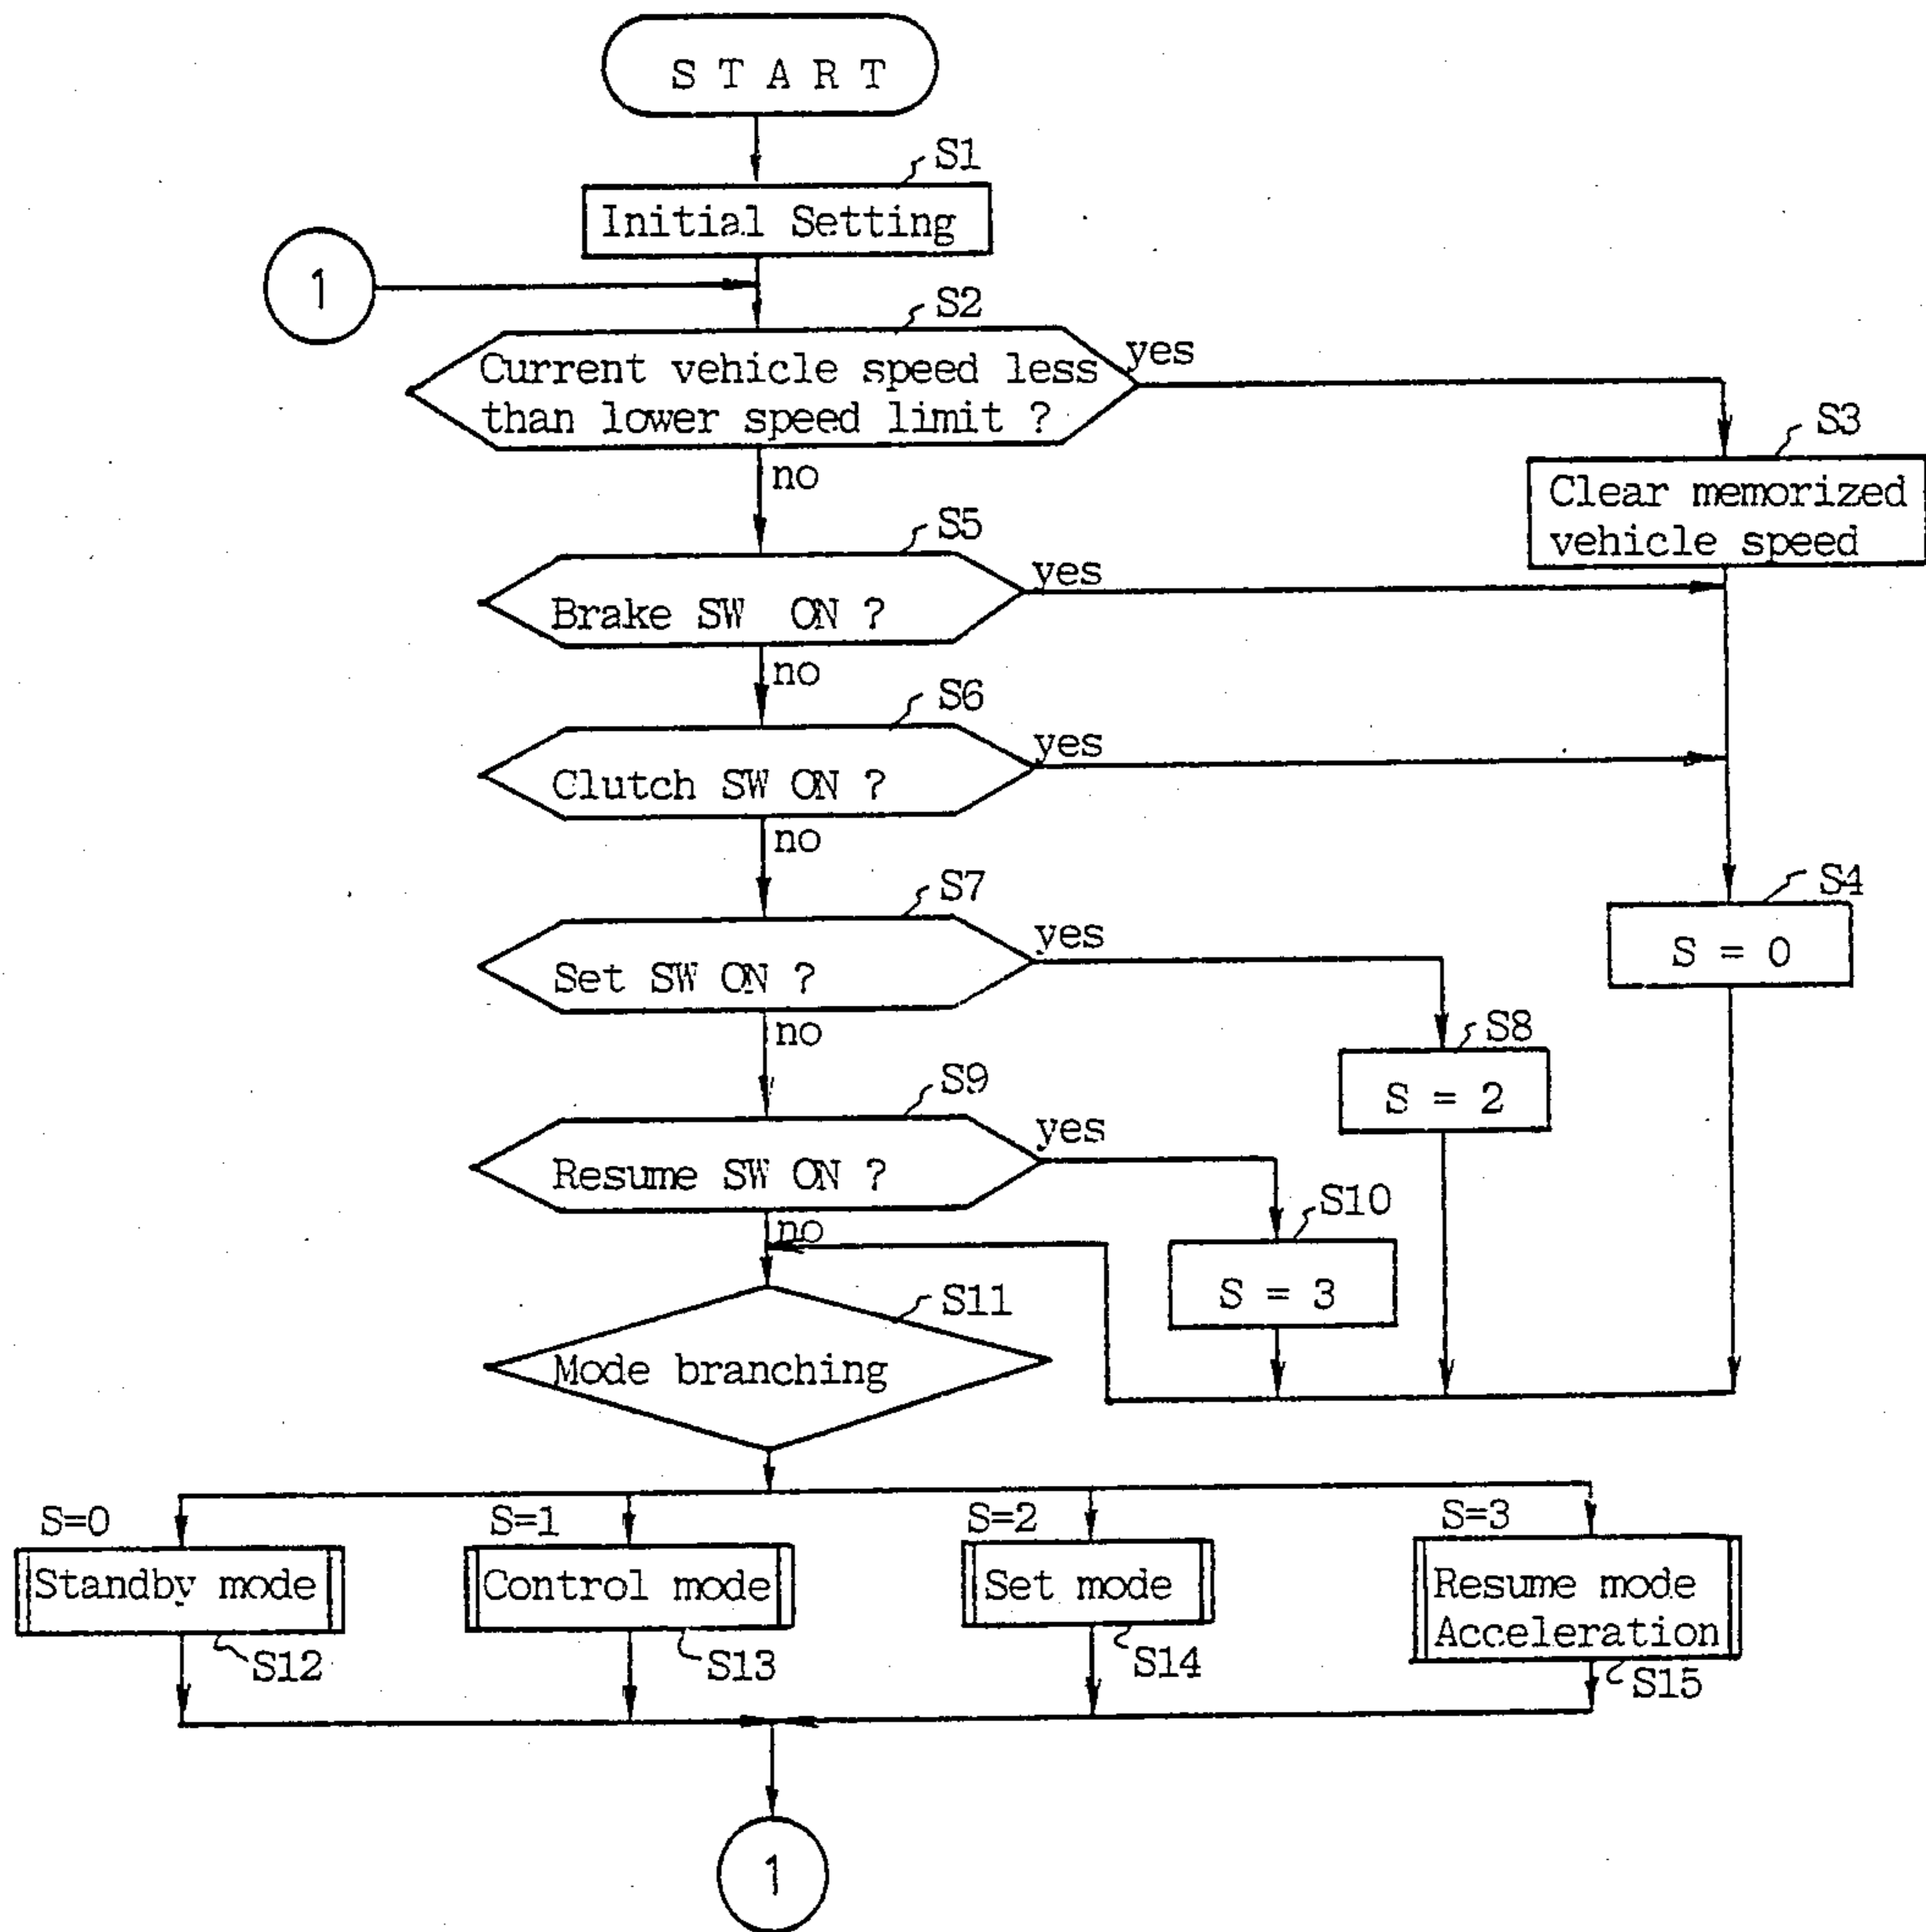 START
S1
Initial Setting
1
S2
Current vehicle speed less
than lower speed limit ?
yes
no
S3
Clear memorized
vehicle speed
S5
Brake SW ON ?
yes
no
S6
Clutch SW ON ?
yes
no
S4
S = 0
S7
Set SW ON ?
yes
no
S8
S = 2
S9
Resume SW ON ?
yes
no
S10
S = 3
S11
Mode branching
S=0
Standby mode
S12
S=1
Control mode
S13
S=2
Set mode
S14
S=3
Resume mode
Acceleration
S15
1